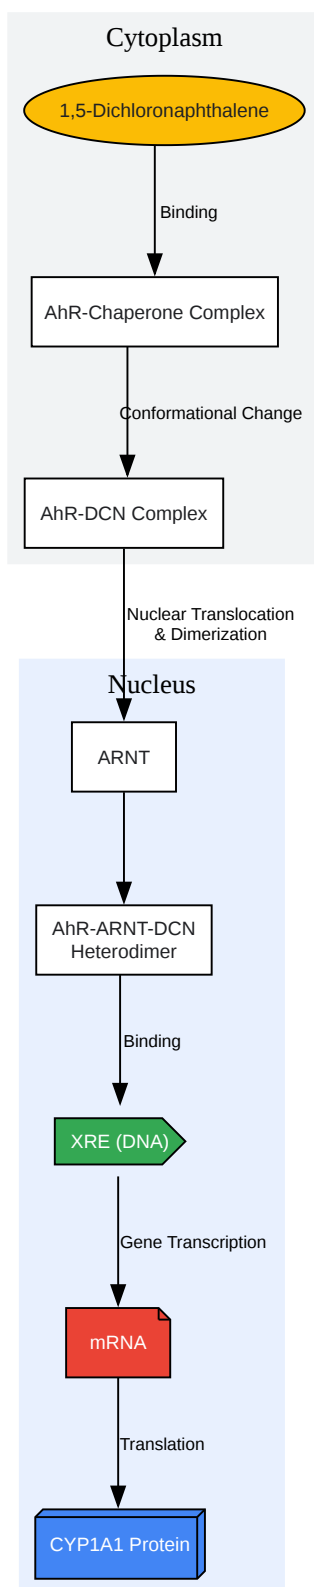 Cytoplasm
1,5-Dichloronaphthalene
Binding
AhR-Chaperone Complex
Conformational Change
AhR-DCN Complex
Nuclear Translocation
& Dimerization
Nucleus
ARNT
AhR-ARNT-DCN
Heterodimer
Binding
XRE (DNA)
Gene Transcription
mRNA
Translation
CYP1A1 Protein